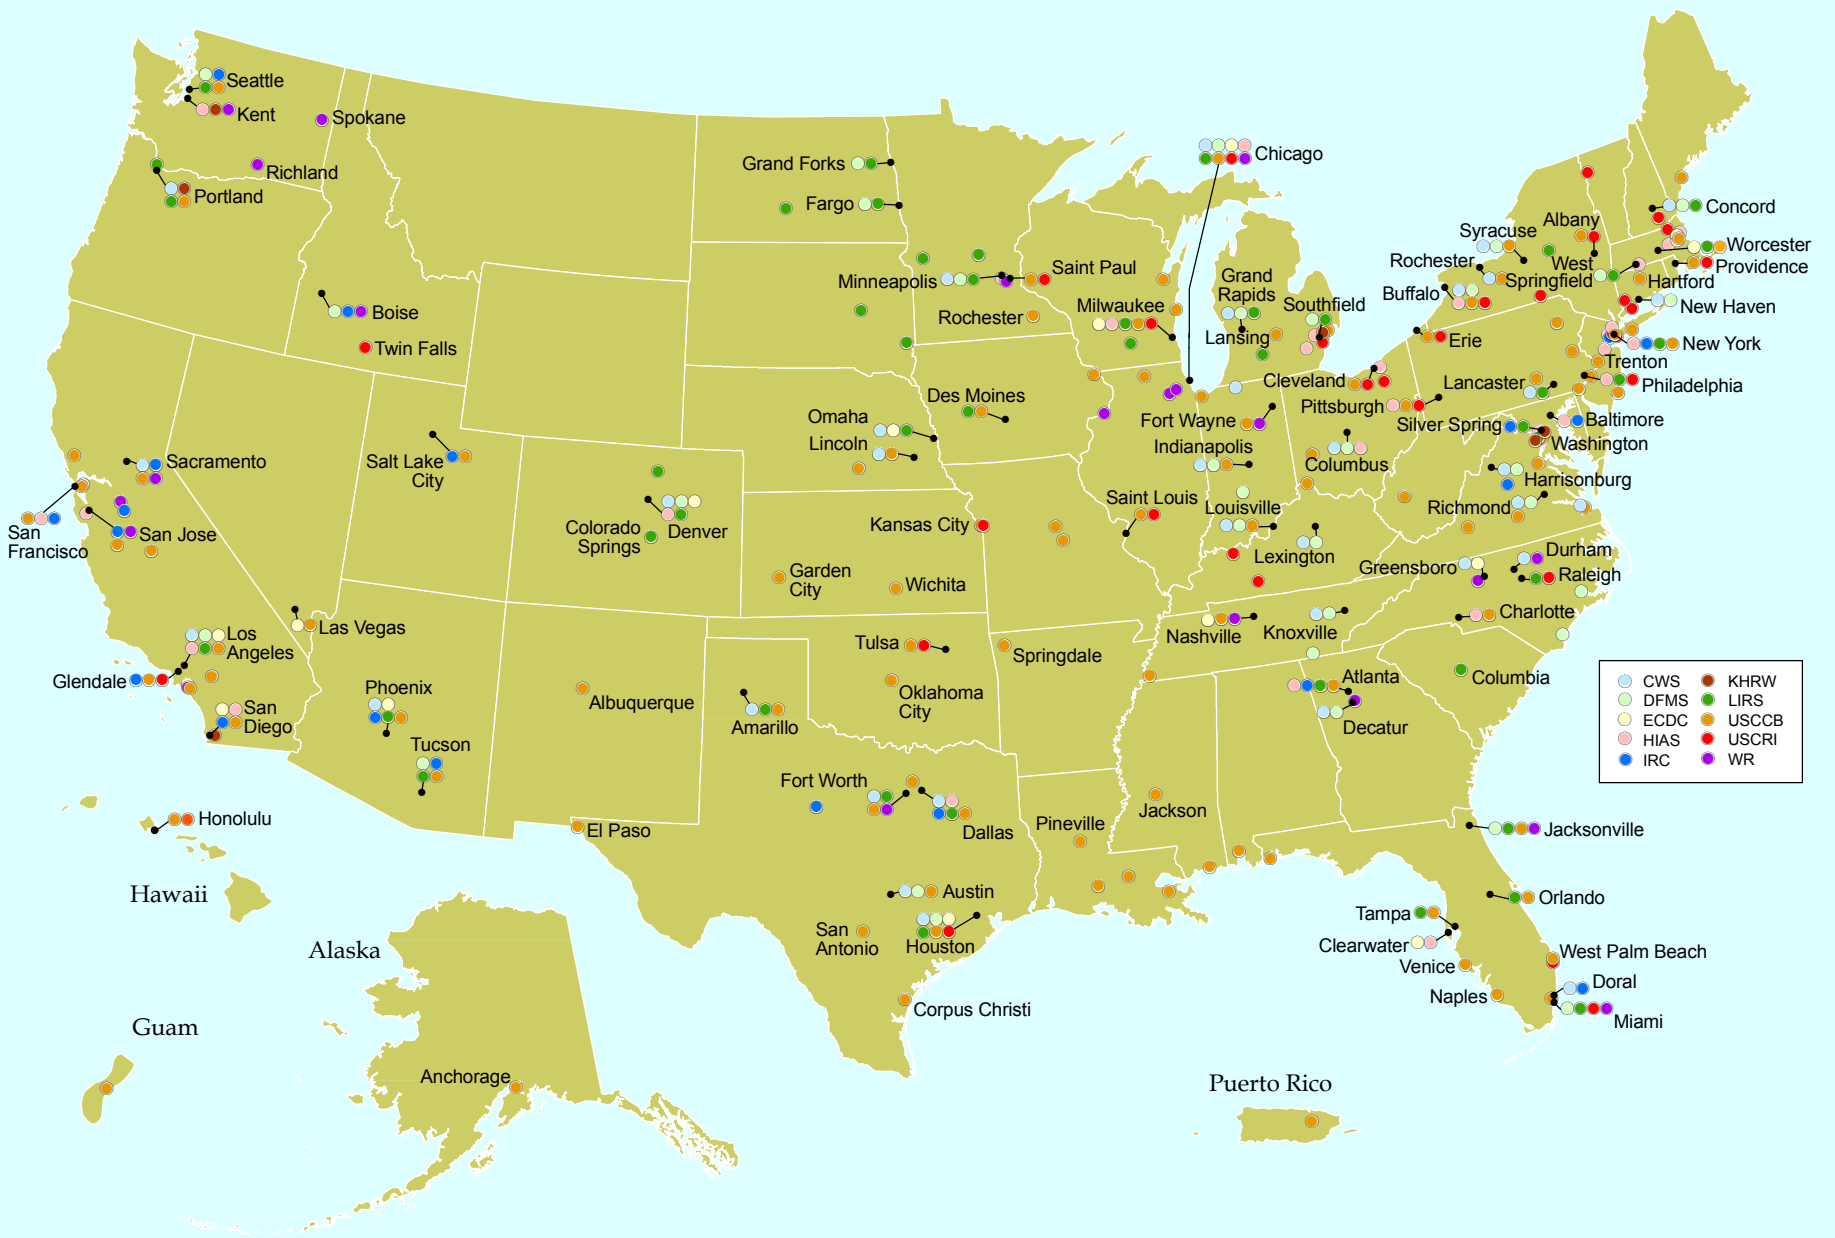 Seattle
Kent
Spokane
Richland
Portland
Boise
Twin Falls
Grand Forks
Fargo
Minneapolis
Saint Paul
Rochester
Chicago
Milwaukee
Grand
Rapids
Lansing
Southfield
Concord
Albany
Syracuse
Rochester
Buffalo
West
Springfield
Worcester
Providence
Hartford
New Haven
New York
Trenton
Philadelphia
Erie
Cleveland
Pittsburgh
Lancaster
Silver Spring
Baltimore
Washington
Harrisonburg
Richmond
Fort Wayne
Indianapolis
Columbus
Louisville
Lexington
Des Moines
Omaha
Lincoln
Saint Louis
Kansas City
Salt Lake
City
Sacramento
San
Francisco
San Jose
Colorado
Springs
Denver
Garden
City
Wichita
Las Vegas
Los
Angeles
Glendale
San
Diego
Phoenix
Tucson
Albuquerque
El Paso
Amarillo
Tulsa
Oklahoma
City
Springdale
Fort Worth
Dallas
Austin
San
Antonio
Houston
Corpus Christi
Pineville
Jackson
Nashville
Knoxville
Greensboro
Durham
Raleigh
Charlotte
Columbia
Atlanta
Decatur
Jacksonville
Orlando
Tampa
Clearwater
Venice
Naples
West Palm Beach
Doral
Miami
CWS
DFMS
ECDC
HIAS
IRC
KHRW
LIRS
USCCB
USCRI
WR
Honolulu
Hawaii
Alaska
Guam
Anchorage
Puerto Rico